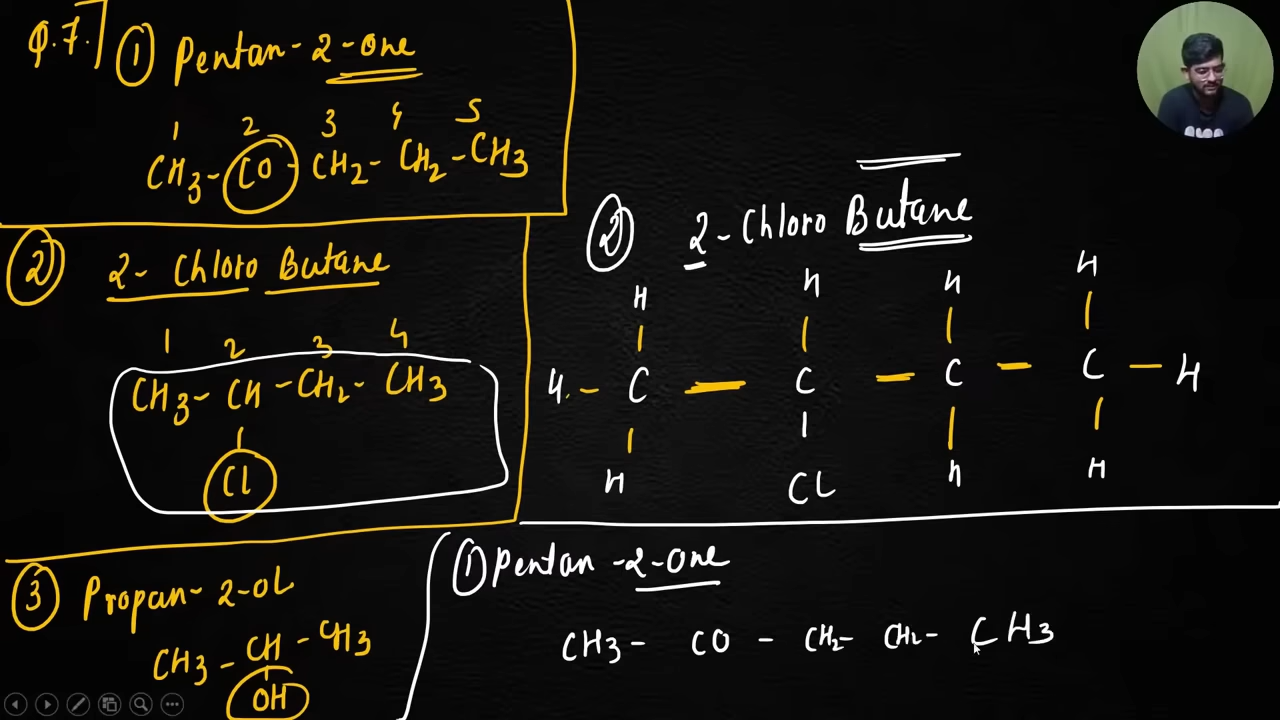 Q.7.
① Pentan-2-one
1 2 3 4 5
CH3-CO-CH2-CH2-CH3
② 2-Chloro Butane
1 2 3 4
CH3-CH-CH2-CH3
Cl
③ Propan-2-OL
CH3-CH-CH3
OH
② 2-Chloro Butane
H H H H
H-C-C-C-C-H
H Cl H H
① Pentan-2-One
CH3-CO-CH2-CH2-CH3